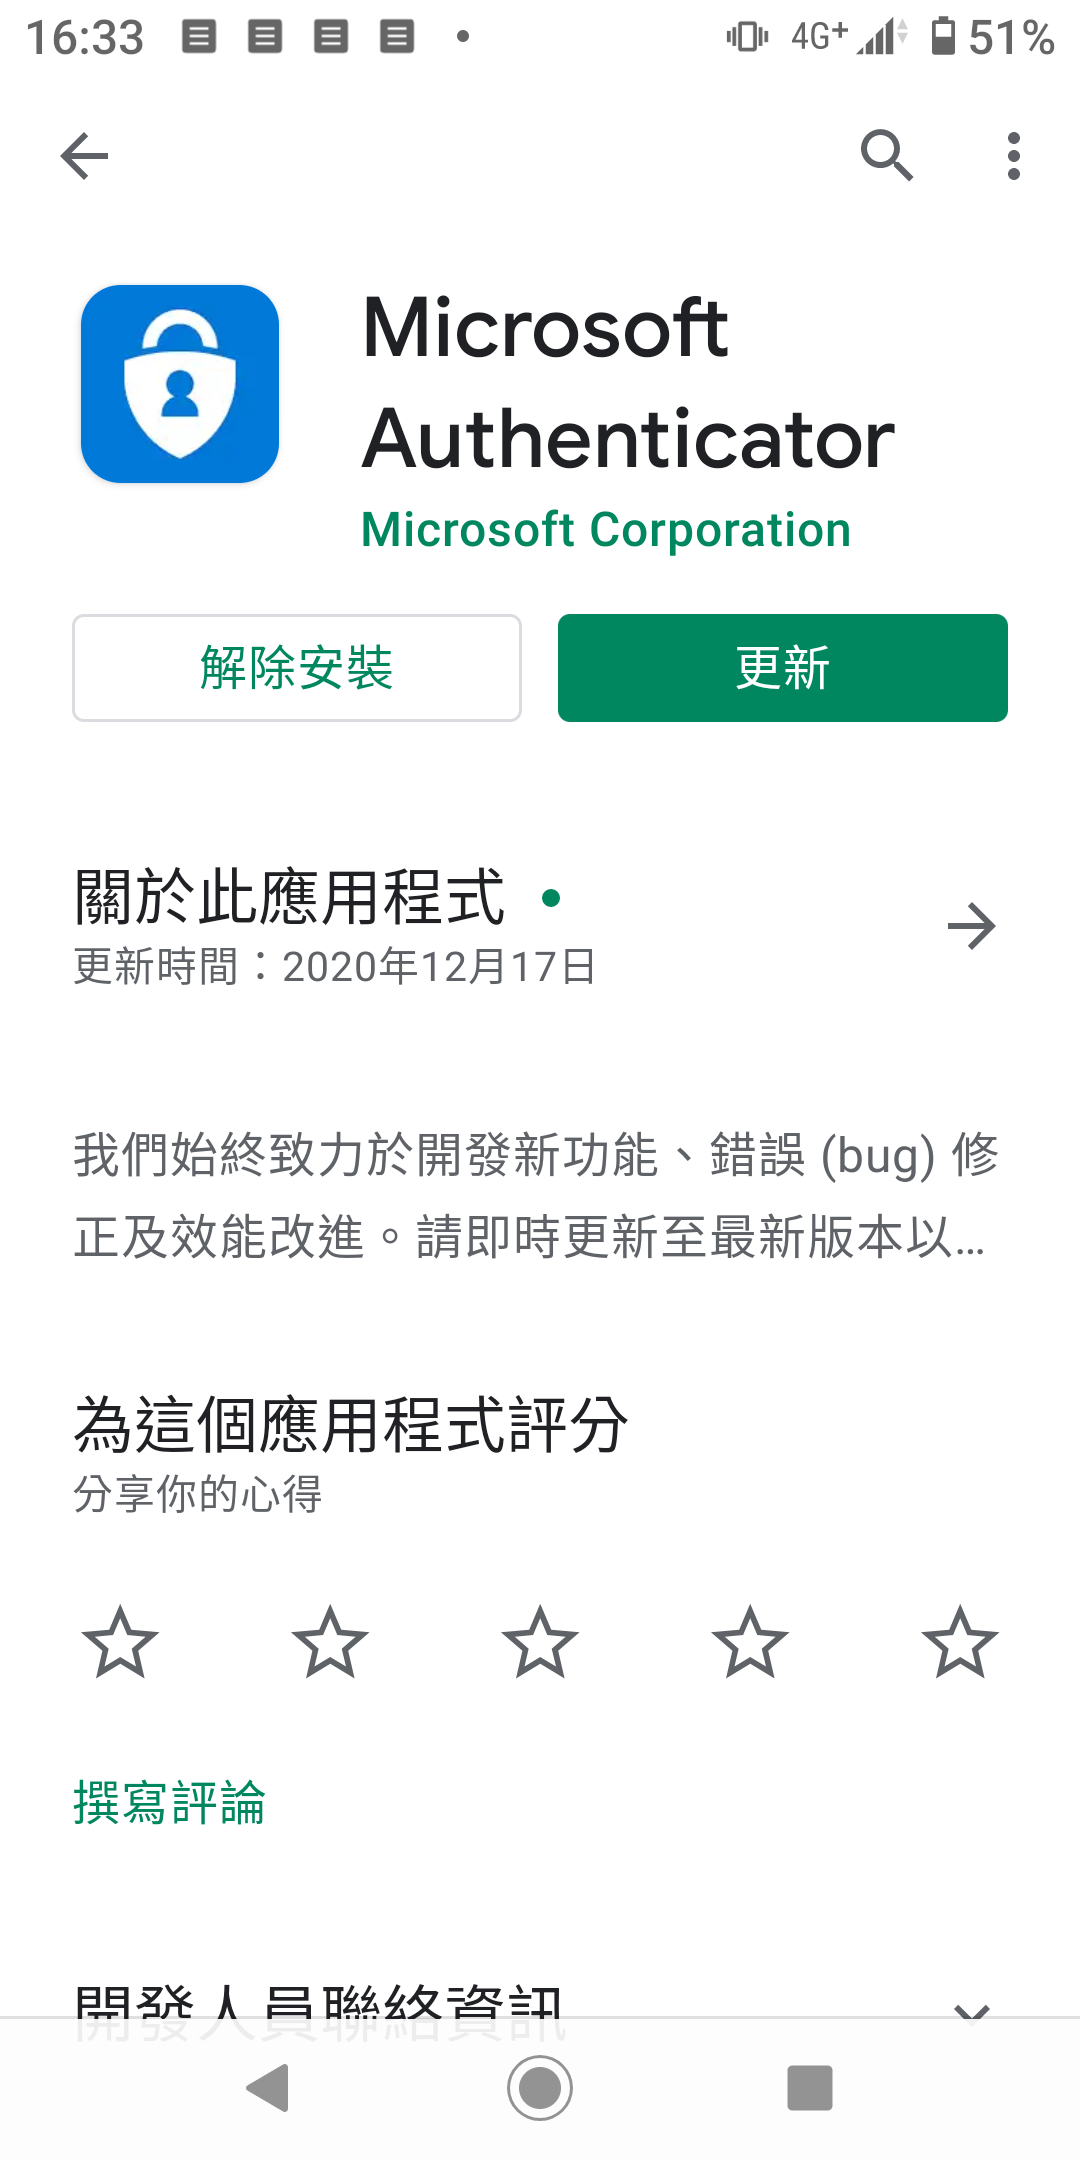 16:33
4G+
51%
Microsoft
Authenticator
Microsoft Corporation
解除安裝
更新
關於此應用程式
更新時間：2020年12月17日
我們始終致力於開發新功能、錯誤 (bug) 修
正及效能改進。請即時更新至最新版本以…
為這個應用程式評分
分享你的心得
撰寫評論
開發人員聯絡資訊